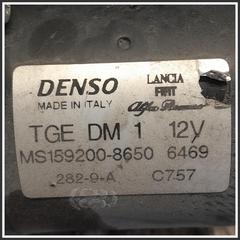 DENSO
MADE IN ITALY
LANCIA
FIAT
Alfa Romeo
TGE DM 1 12V
MS159200-8650 6469
282-9-A C757